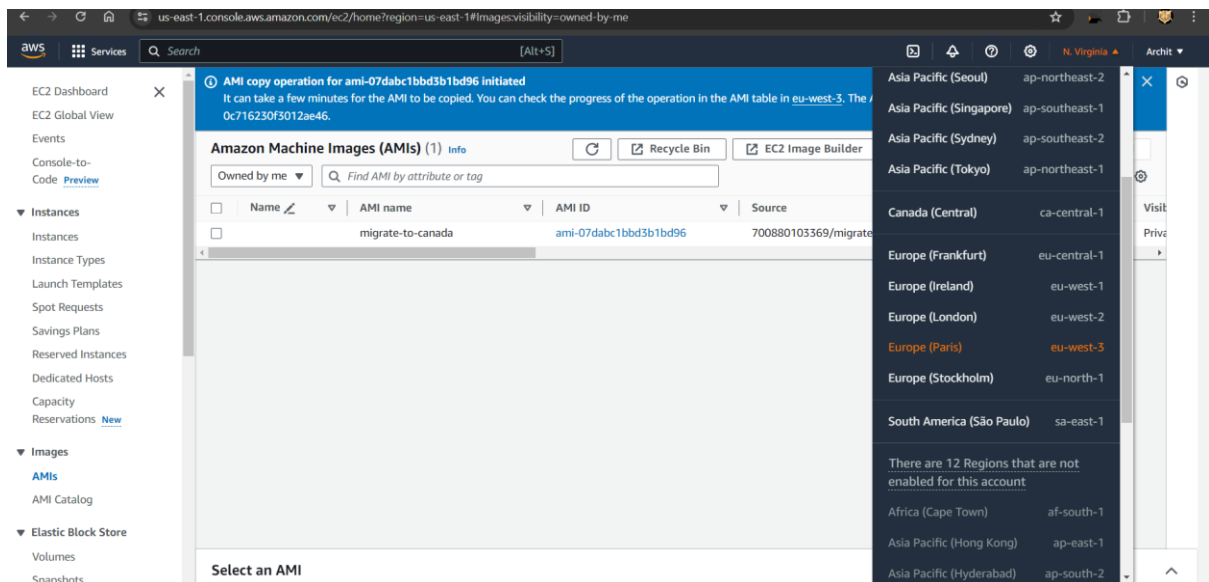 us-east-1.console.aws.amazon.com/ec2/home?region=us-east-1#Images:visibility=owned-by-me
aws Services Search [Alt+S] N. Virginia ▲ Archit ▼
EC2 Dashboard
EC2 Global View
Events
Console-to-
Code Preview
▼ Instances
Instances
Instance Types
Launch Templates
Spot Requests
Savings Plans
Reserved Instances
Dedicated Hosts
Capacity
Reservations New
▼ Images
AMIs
AMI Catalog
▼ Elastic Block Store
Volumes
Snapshots
AMI copy operation for ami-07dabc1bbd3b1bd96 initiated
It can take a few minutes for the AMI to be copied. You can check the progress of the operation in the AMI table in eu-west-3. The
0c716230f3012ae46.
Amazon Machine Images (AMIs) (1) Info
Recycle Bin
EC2 Image Builder
Owned by me ▼
Find AMI by attribute or tag
Name AMI name AMI ID Source Visib
migrate-to-canada ami-07dabc1bbd3b1bd96 700880103369/migrate Priva
Select an AMI
Asia Pacific (Seoul) ap-northeast-2
Asia Pacific (Singapore) ap-southeast-1
Asia Pacific (Sydney) ap-southeast-2
Asia Pacific (Tokyo) ap-northeast-1
Canada (Central) ca-central-1
Europe (Frankfurt) eu-central-1
Europe (Ireland) eu-west-1
Europe (London) eu-west-2
Europe (Paris) eu-west-3
Europe (Stockholm) eu-north-1
South America (São Paulo) sa-east-1
There are 12 Regions that are not
enabled for this account
Africa (Cape Town) af-south-1
Asia Pacific (Hong Kong) ap-east-1
Asia Pacific (Hyderabad) ap-south-2